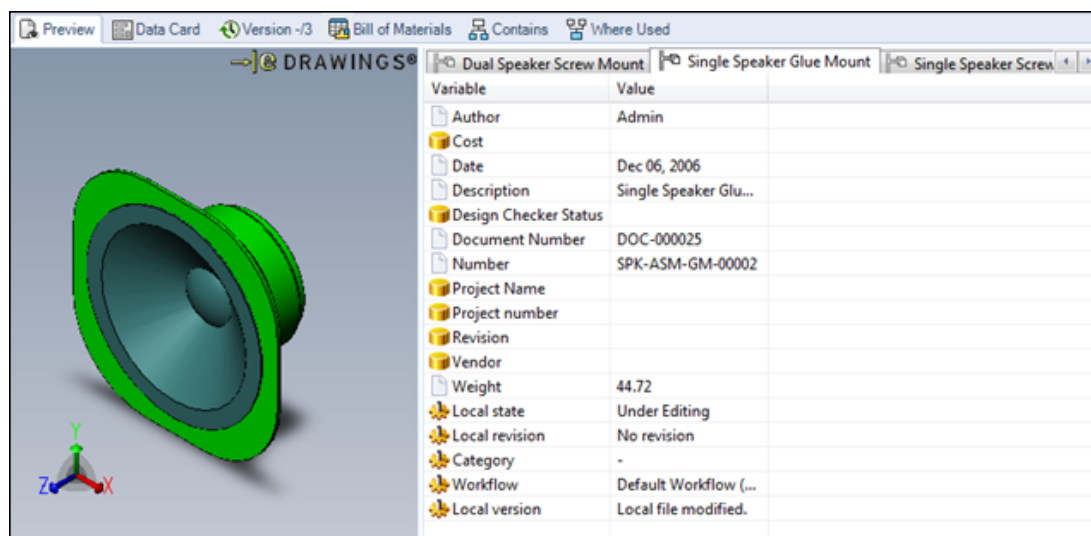 Preview Data Card Version -/3 Bill of Materials Contains Where Used
DRAWINGS®
Dual Speaker Screw Mount Single Speaker Glue Mount Single Speaker Screw
Variable Value
Author Admin
Cost
Date Dec 06, 2006
Description Single Speaker Glu...
Design Checker Status
Document Number DOC-000025
Number SPK-ASM-GM-00002
Project Name
Project number
Revision
Vendor
Weight 44.72
Local state Under Editing
Local revision No revision
Category -
Workflow Default Workflow (...
Local version Local file modified.
Y
Z X